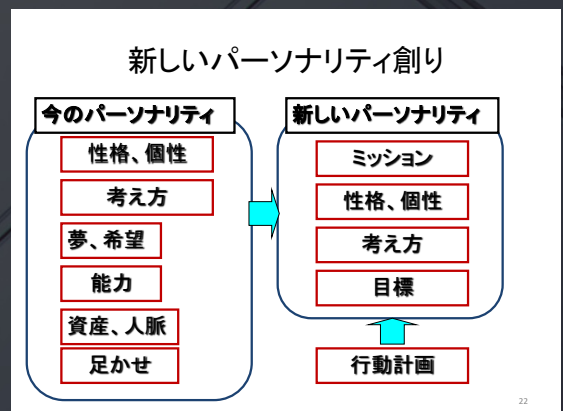 新しいパーソナリティ創り
今のパーソナリティ
性格、個性
考え方
夢、希望
能力
資産、人脈
足かせ
新しいパーソナリティ
ミッション
性格、個性
考え方
目標
行動計画
22